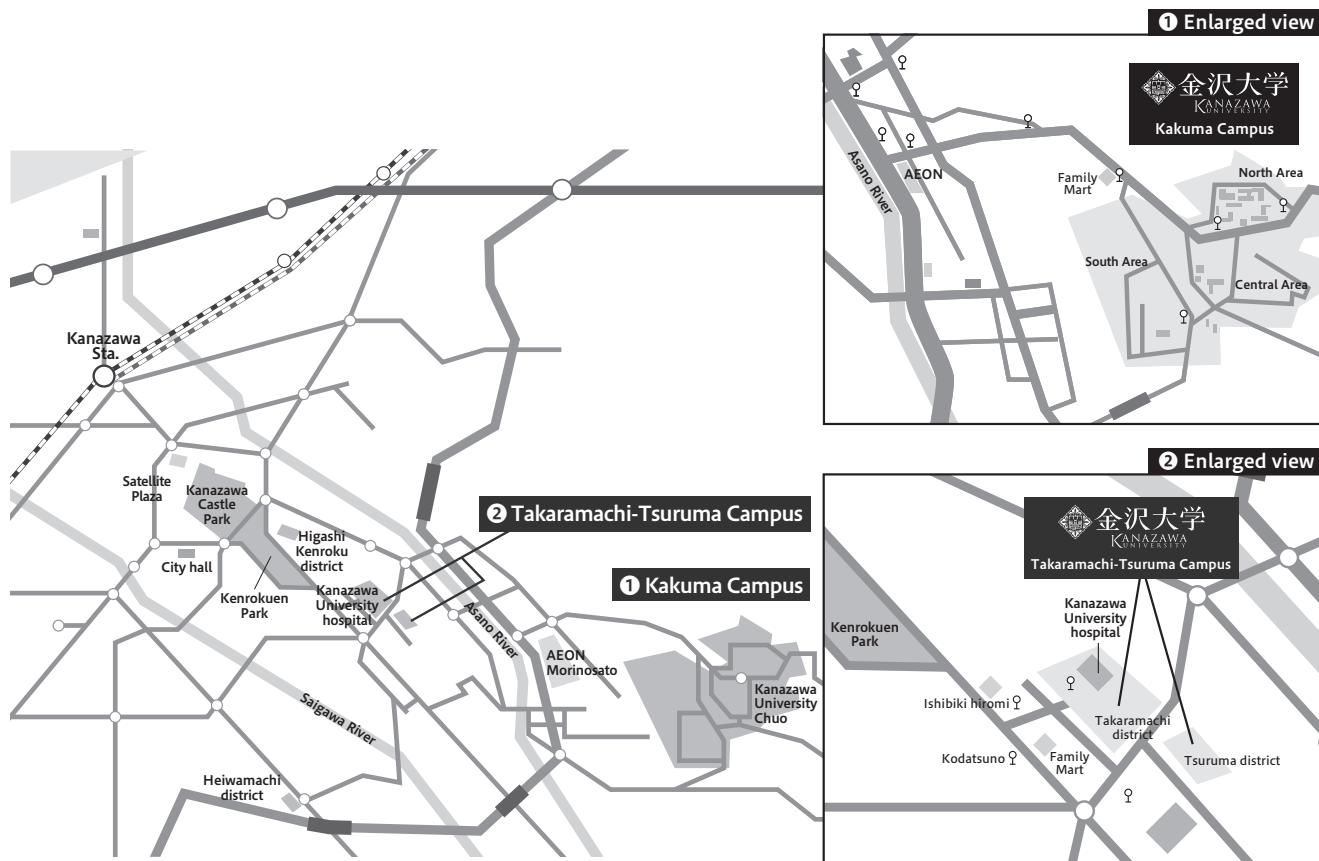 ❶ Enlarged view
金沢大学
KANAZAWA
UNIVERSITY
Kakuma Campus
Asano River
AEON
Family
Mart
North Area
South Area
Central Area
Kanazawa
Sta.
Satellite
Plaza
Kanazawa
Castle
Park
City hall
Kenrokuen
Park
Higashi
Kenroku
district
Kanazawa
University
hospital
❷ Takaramachi-Tsuruma Campus
❶ Kakuma Campus
Asano River
AEON
Morinosato
Kanazawa
University
Chuo
Saigawa River
Heiwamachi
district
❷ Enlarged view
金沢大学
KANAZAWA
UNIVERSITY
Takaramachi-Tsuruma Campus
Kenrokuen
Park
Kanazawa
University
hospital
Ishibiki hiromi
Takaramachi
district
Kodatsuno
Family
Mart
Tsuruma district